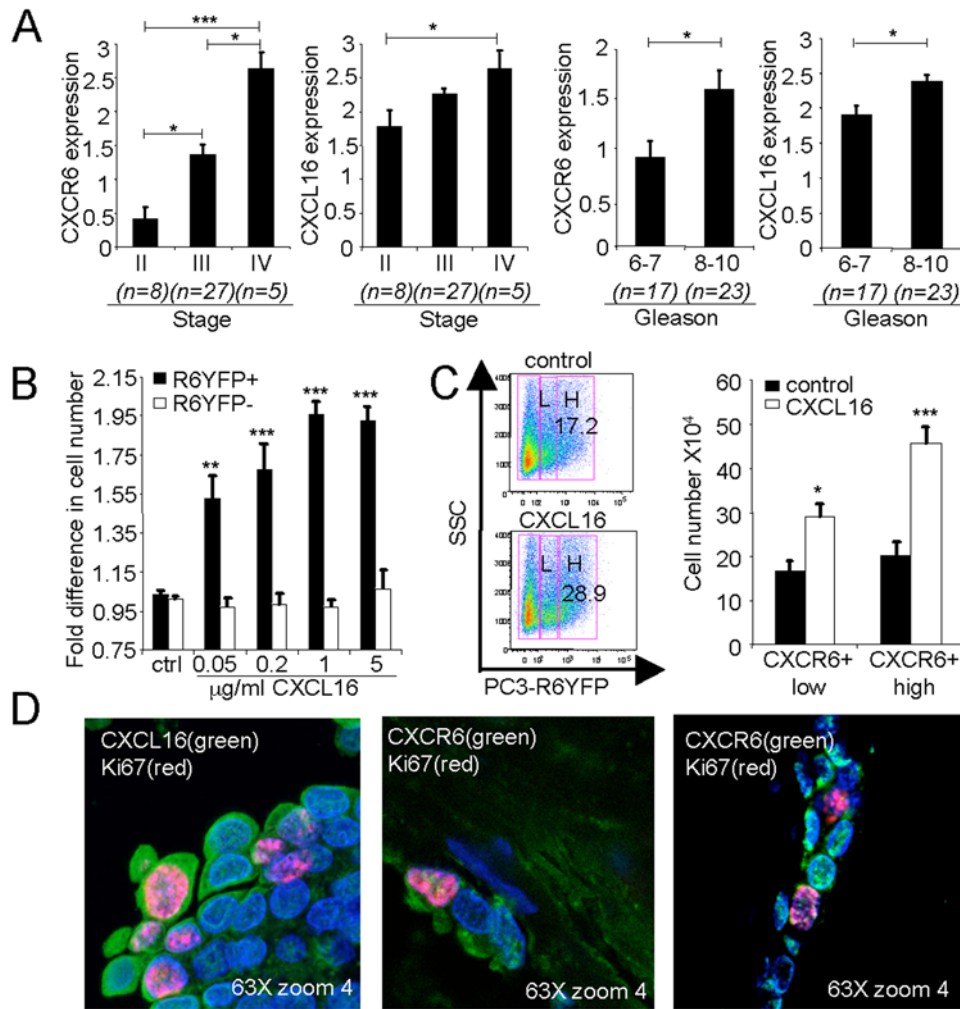 A
CXCR6 expression
3
2.5
2
1.5
1
0.5
0
***
*
*
II III IV
(n=8)(n=27)(n=5)
Stage
CXCL16 expression
3
2.5
2
1.5
1
0.5
0
*
II III IV
(n=8)(n=27)(n=5)
Stage
CXCR6 expression
2
1.5
1
0.5
0
*
6-7 8-10
(n=17) (n=23)
Gleason
CXCL16 expression
3
2.5
2
1.5
1
0.5
0
*
6-7 8-10
(n=17) (n=23)
Gleason
B
Fold difference in cell number
2.15
1.95
1.75
1.55
1.35
1.15
0.95
0.75
R6YFP+
R6YFP-
** *** *** ***
ctrl 0.05 0.2 1 5
μg/ml CXCL16
C
control
L H
17.2
CXCL16
L H
28.9
SSC
PC3-R6YFP
Cell number X10⁴
60
50
40
30
20
10
0
control
CXCL16
* ***
CXCR6+ CXCR6+
low high
D
CXCL16(green)
Ki67(red)
63X zoom 4
CXCR6(green)
Ki67(red)
63X zoom 4
CXCR6(green)
Ki67(red)
63X zoom 4